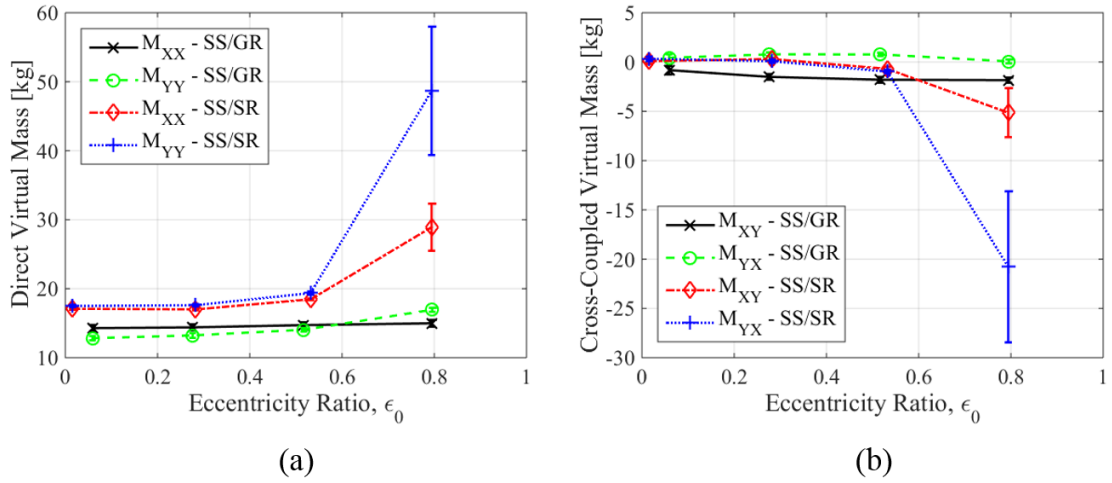 60
50
40
30
20
10
Direct Virtual Mass [kg]
M_XX - SS/GR
M_YY - SS/GR
M_XX - SS/SR
M_YY - SS/SR
0 0.2 0.4 0.6 0.8 1
Eccentricity Ratio, ϵ_0
(a)
5
0
-5
-10
-15
-20
-25
-30
Cross-Coupled Virtual Mass [kg]
M_XY - SS/GR
M_YX - SS/GR
M_XY - SS/SR
M_YX - SS/SR
0 0.2 0.4 0.6 0.8 1
Eccentricity Ratio, ϵ_0
(b)